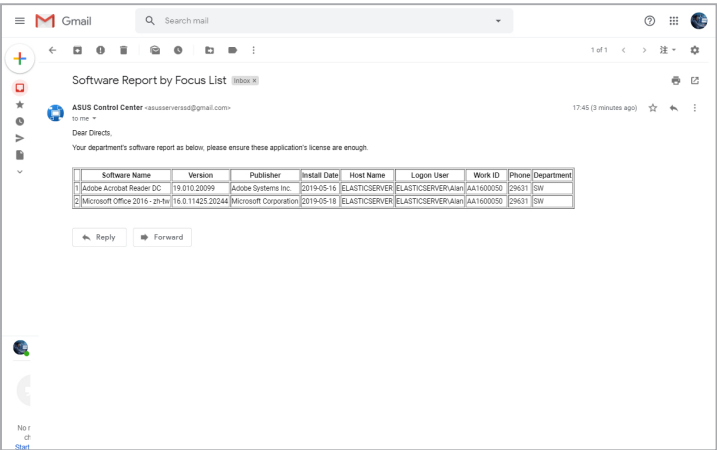 Gmail
Search mail
1 of 1
注
Software Report by Focus List Inbox ×
ASUS Control Center <asusserverssd@gmail.com> 17:45 (3 minutes ago)
to me
Dear Directs,
Your department's software report as below, please ensure these application's license are enough.
Software Name Version Publisher Install Date Host Name Logon User Work ID Phone Department
1 Adobe Acrobat Reader DC 19.010.20099 Adobe Systems Inc. 2019-05-16 ELASTICSERVER ELASTICSERVER\Alan AA1600050 29631 SW
2 Microsoft Office 2016 - zh-tw 16.0.11425.20244 Microsoft Corporation 2019-05-18 ELASTICSERVER ELASTICSERVER\Alan AA1600050 29631 SW
Reply Forward
No r
ch
Start